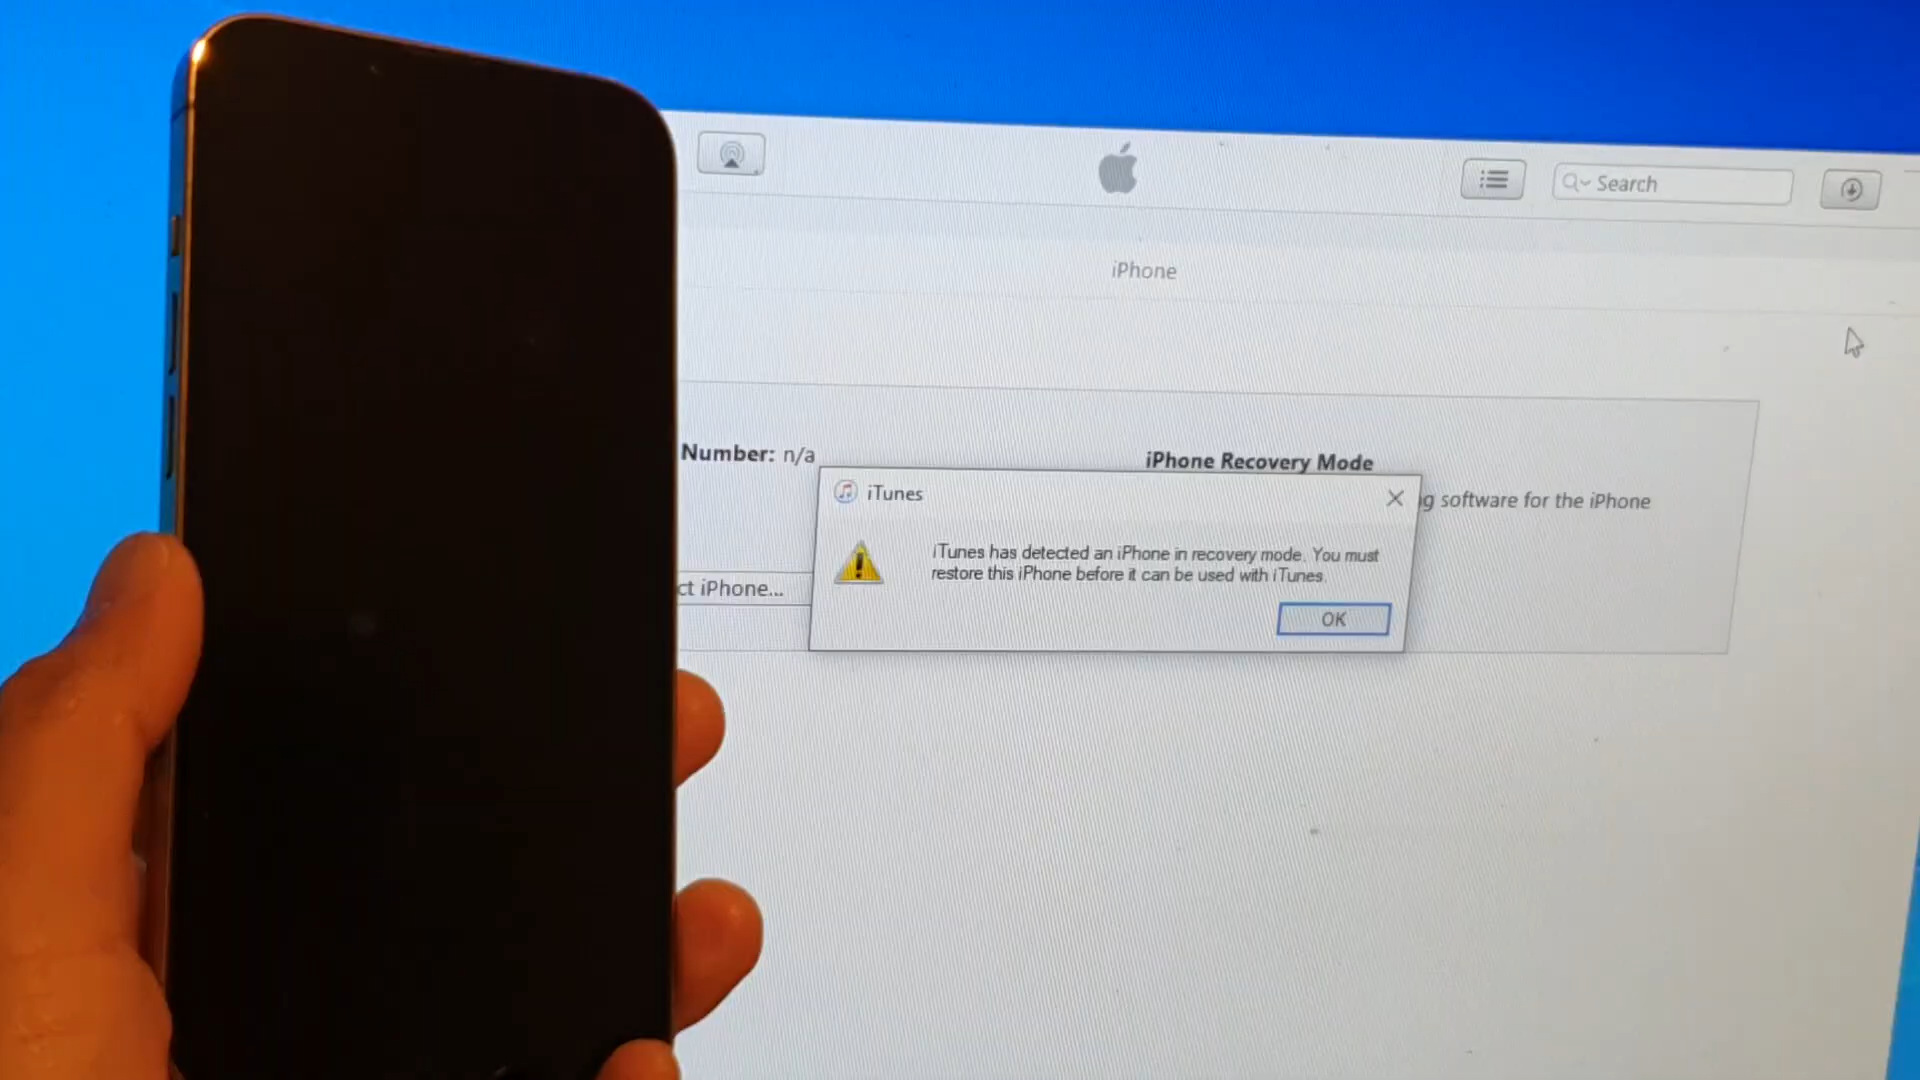 Search
iPhone
Number: n/a
iPhone Recovery Mode
iTunes
software for the iPhone
iTunes has detected an iPhone in recovery mode. You must
restore this iPhone before it can be used with iTunes.
iPhone...
OK